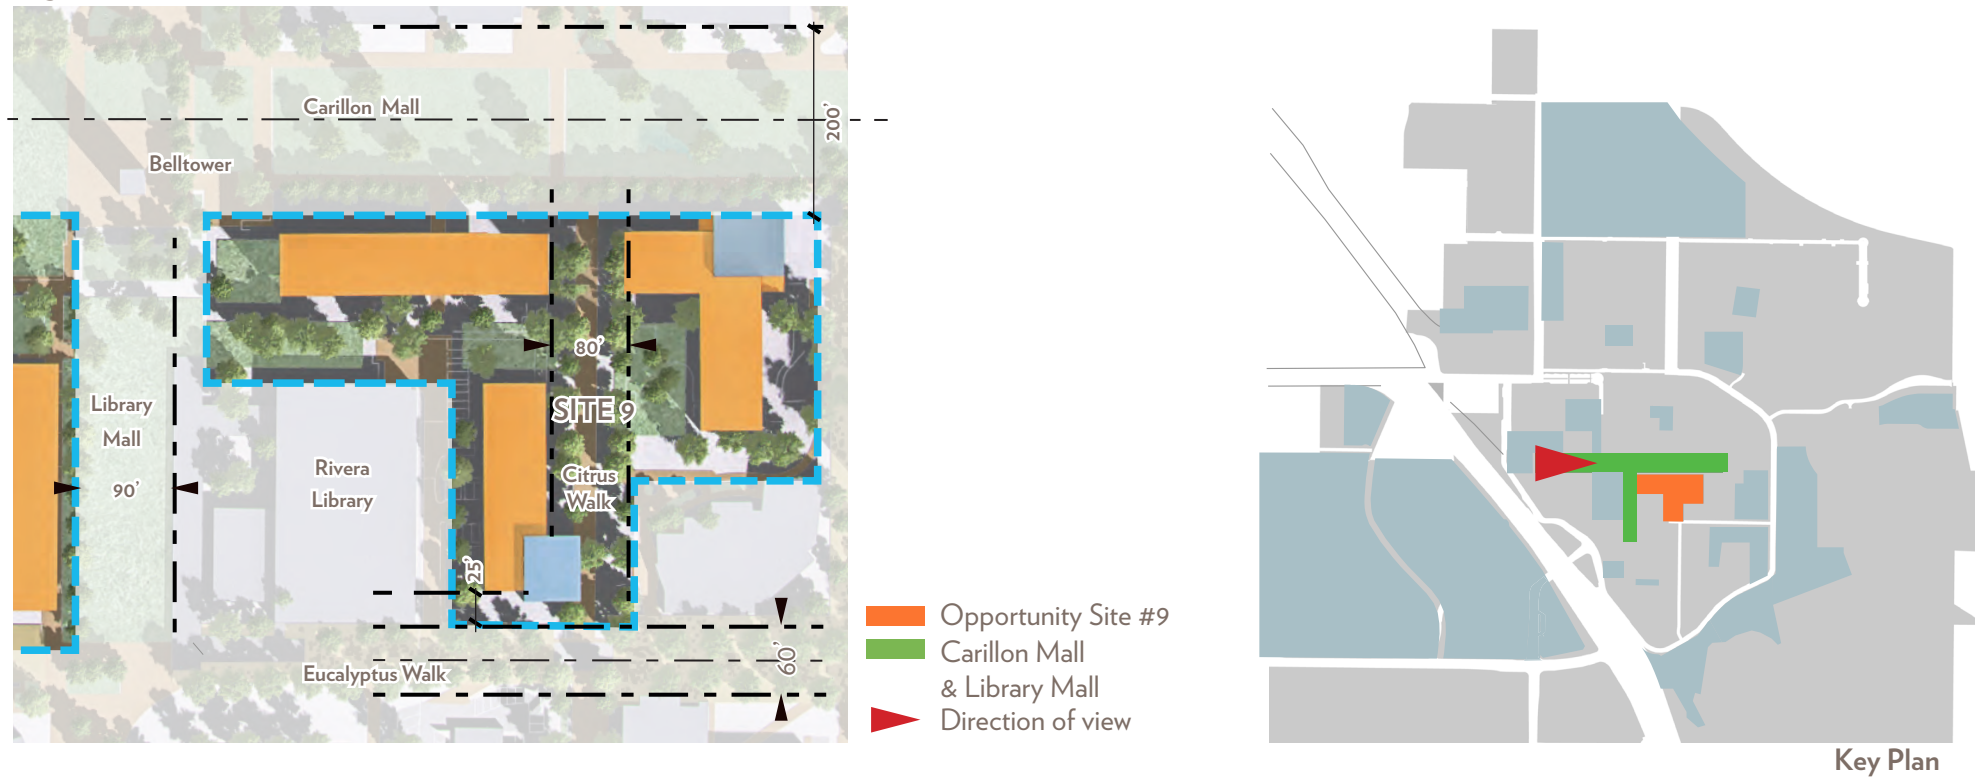 Carillon Mall
200'
Belltower
80'
SITE 9
Library
Mall
90'
Rivera
Library
Citrus
Walk
25'
60'
Eucalyptus Walk
Opportunity Site #9
Carillon Mall
& Library Mall
Direction of view
Key Plan